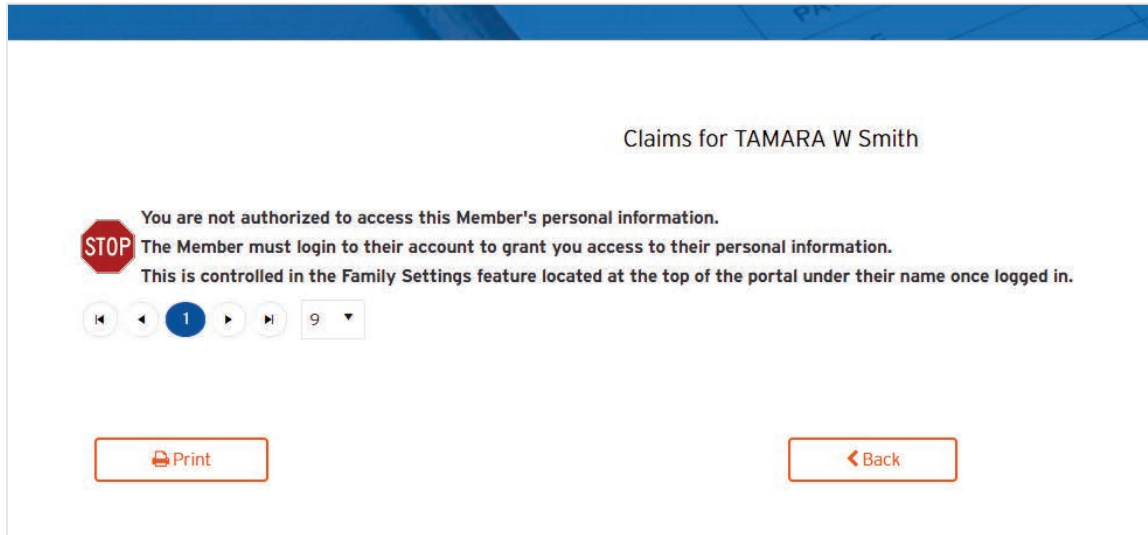 Claims for TAMARA W Smith
You are not authorized to access this Member's personal information.
STOP
The Member must login to their account to grant you access to their personal information.
This is controlled in the Family Settings feature located at the top of the portal under their name once logged in.
1
9
Print
Back